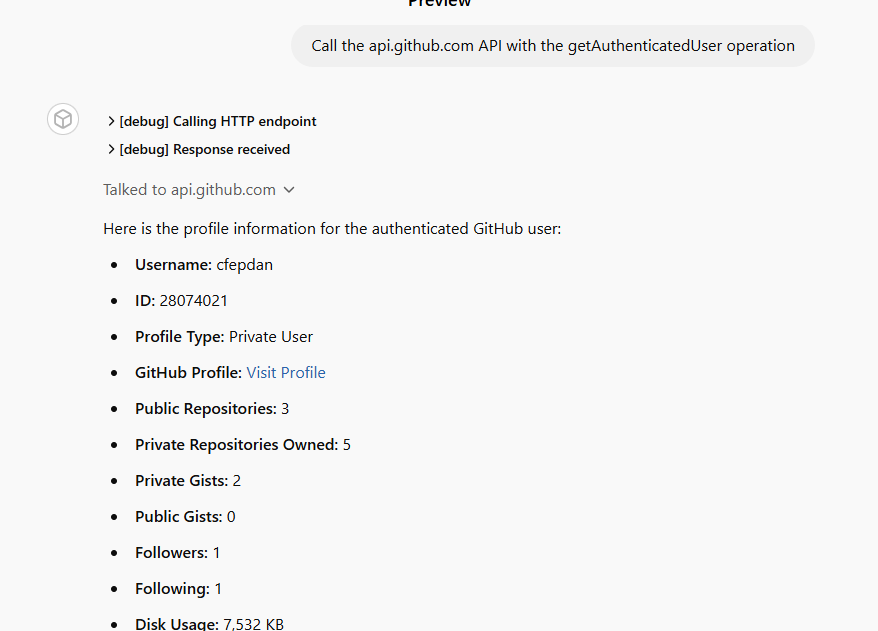 Preview
Call the api.github.com API with the getAuthenticatedUser operation
[debug] Calling HTTP endpoint
[debug] Response received
Talked to api.github.com
Here is the profile information for the authenticated GitHub user:
Username: cfepdan
ID: 28074021
Profile Type: Private User
GitHub Profile: Visit Profile
Public Repositories: 3
Private Repositories Owned: 5
Private Gists: 2
Public Gists: 0
Followers: 1
Following: 1
Disk Usage: 7,532 KB